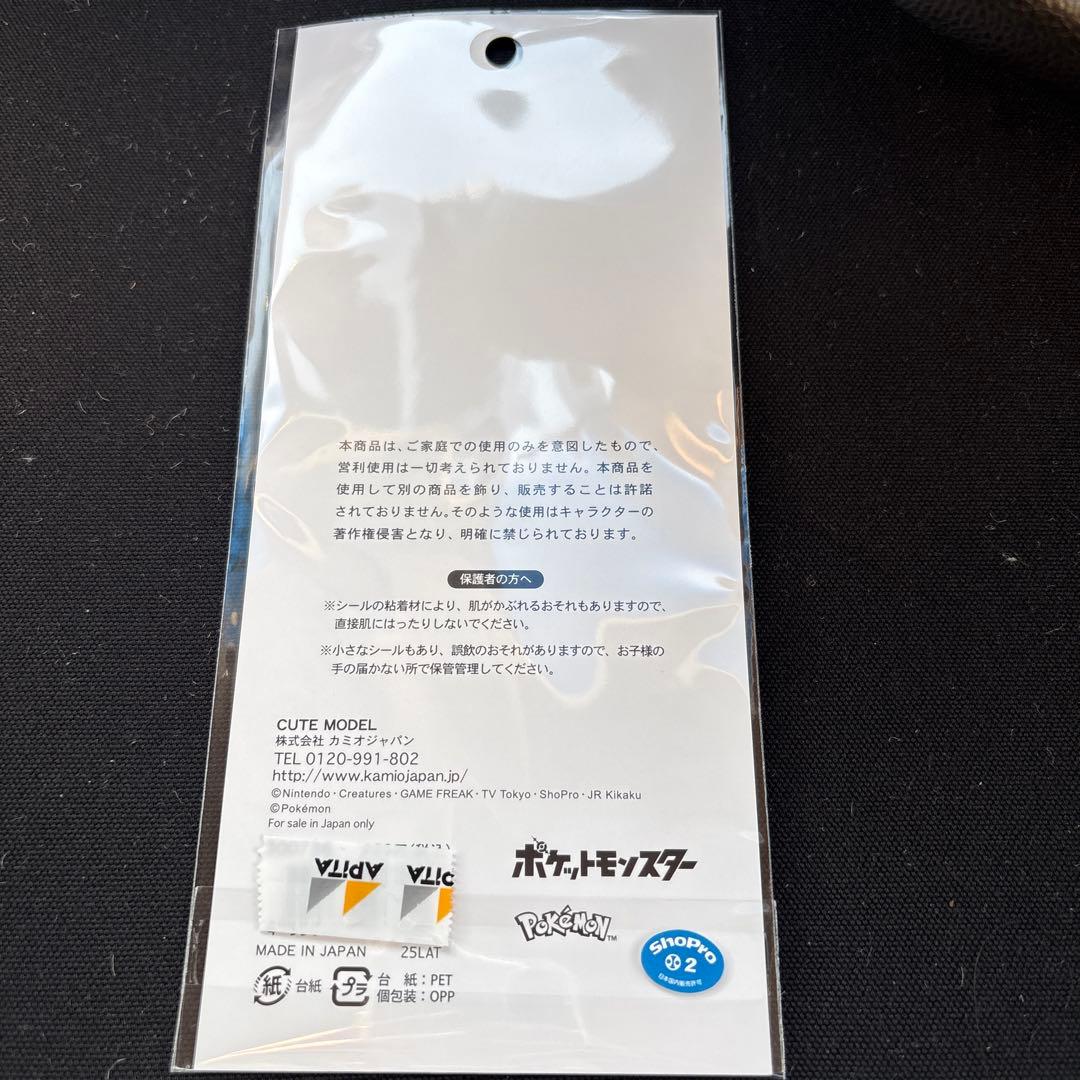 本商品は、ご家庭での使用のみを意図したもので、
営利使用は一切考えられておりません。本商品を
使用して別の商品を飾り、販売することは許諾
されておりません。そのような使用はキャラクターの
著作権侵害となり、明確に禁じられております。
保護者の方へ
※シールの粘着材により、肌がかぶれるおそれもありますので、
直接肌にはったりしないでください。
※小さなシールもあり、誤飲のおそれがありますので、お子様の
手の届かない所で保管管理してください。
CUTE MODEL
株式会社 カミオジャパン
TEL 0120-991-802
http://www.kamiojapan.jp/
©Nintendo・Creatures・GAME FREAK・TV Tokyo・ShoPro・JR Kikaku
©Pokémon
For sale in Japan only
APiTA APiTA
ポケットモンスター
POKéMON™
ShoPro
2
日本国内販売許可
MADE IN JAPAN 25LAT
紙 台紙 プラ 台 紙：PET
個包装：OPP